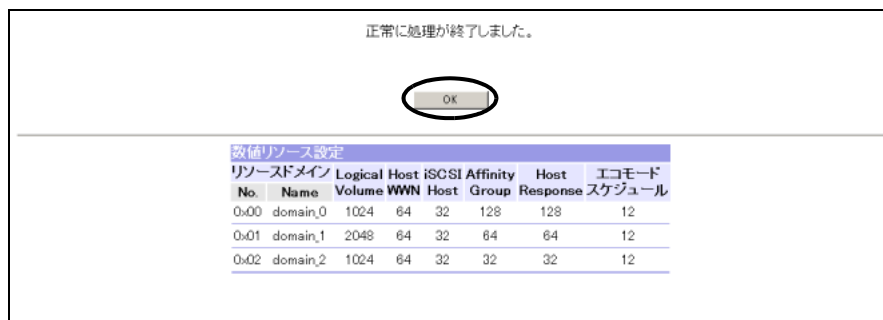 正常に処理が終了しました。
OK
数値リソース設定
リソースドメイン Logical Volume Host WWN iSCSI Host Affinity Group Host Response エコモードスケジュール
No. Name
0x00 domain_0 1024 64 32 128 128 12
0x01 domain_1 2048 64 32 64 64 12
0x02 domain_2 1024 64 32 32 32 12